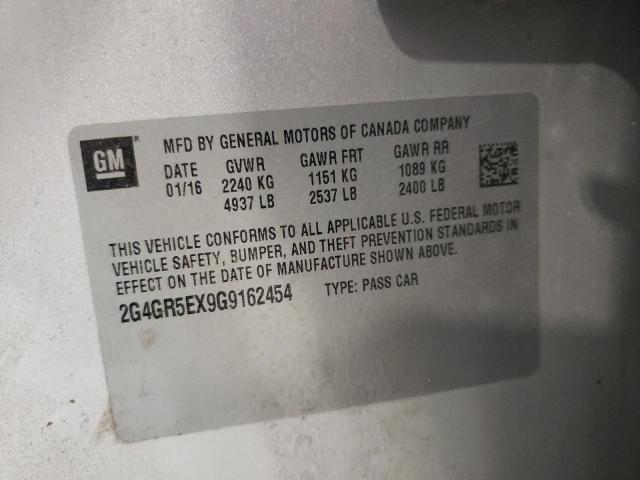 GM® MFD BY GENERAL MOTORS OF CANADA COMPANY
DATE GVWR GAWR FRT GAWR RR
01/16 2240 KG 1151 KG 1089 KG
4937 LB 2537 LB 2400 LB
THIS VEHICLE CONFORMS TO ALL APPLICABLE U.S. FEDERAL MOTOR
VEHICLE SAFETY, BUMPER, AND THEFT PREVENTION STANDARDS IN
EFFECT ON THE DATE OF MANUFACTURE SHOWN ABOVE.
2G4GR5EX9G9162454 TYPE: PASS CAR